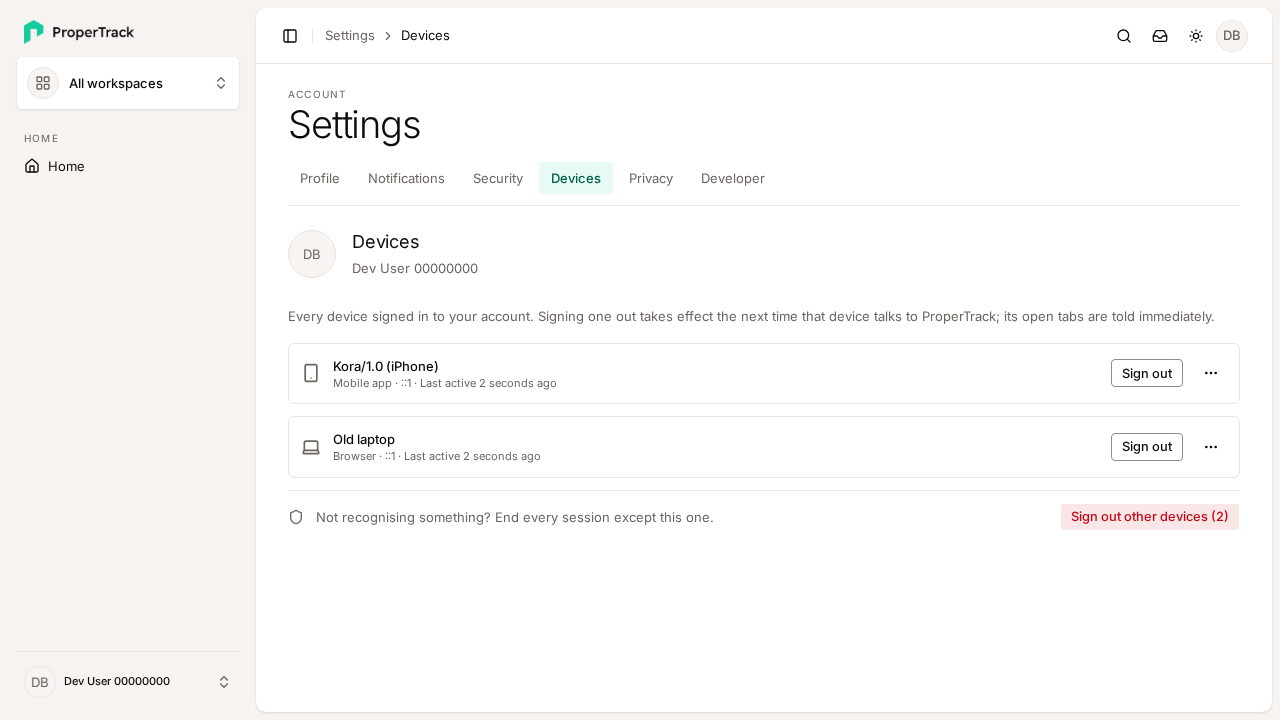 ProperTrack
All workspaces
HOME
Home
DB
Dev User 00000000
Settings
Devices
DB
ACCOUNT
Settings
Profile
Notifications
Security
Devices
Privacy
Developer
DB
Devices
Dev User 00000000
Every device signed in to your account. Signing one out takes effect the next time that device talks to ProperTrack; its open tabs are told immediately.
Kora/1.0 (iPhone)
Mobile app · ::1 · Last active 2 seconds ago
Sign out
Old laptop
Browser · ::1 · Last active 2 seconds ago
Sign out
Not recognising something? End every session except this one.
Sign out other devices (2)